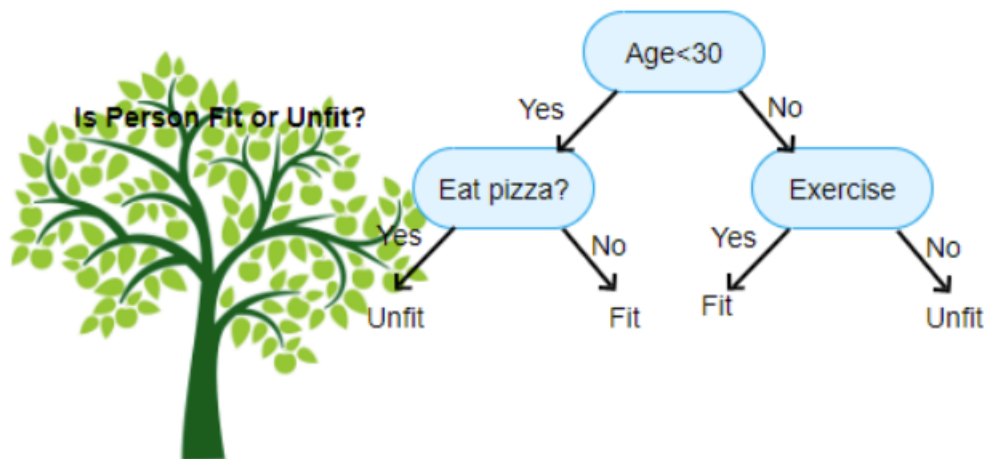 Age<30
Is Person Fit or Unfit?
Yes
No
Eat pizza?
Exercise
Yes
No
Yes
No
Unfit
Fit
Fit
Unfit